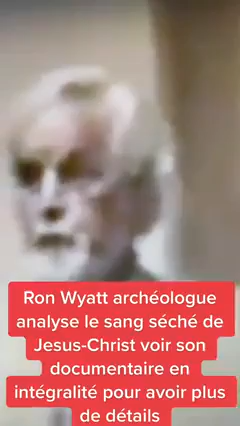 Ron Wyatt archéologue
analyse le sang séché de
Jesus-Christ voir son
documentaire en
intégralité pour avoir plus
de détails